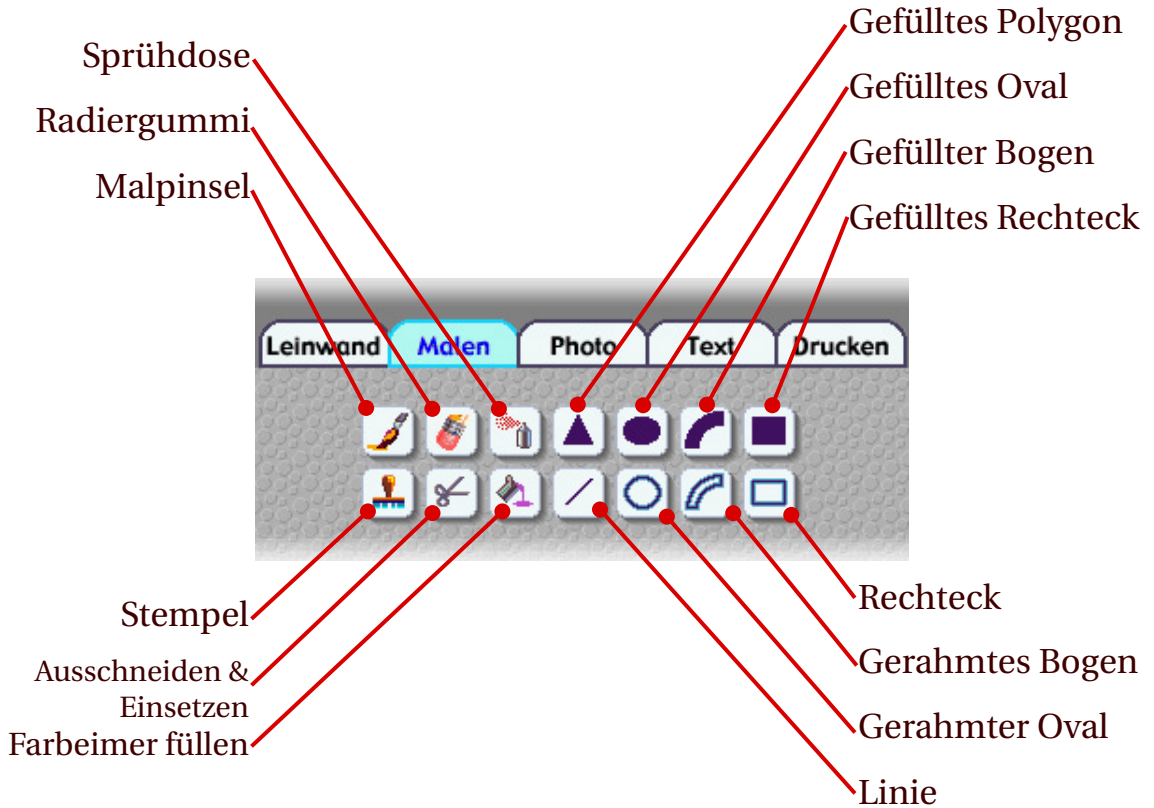 Sprühdose
Radiergummi
Malpinsel
Gefülltes Polygon
Gefülltes Oval
Gefüllter Bogen
Gefülltes Rechteck
Leinwand Malen Photo Text Drucken
Stempel
Ausschneiden &
Einsetzen
Farbeimer füllen
Rechteck
Gerahmtes Bogen
Gerahmter Oval
Linie